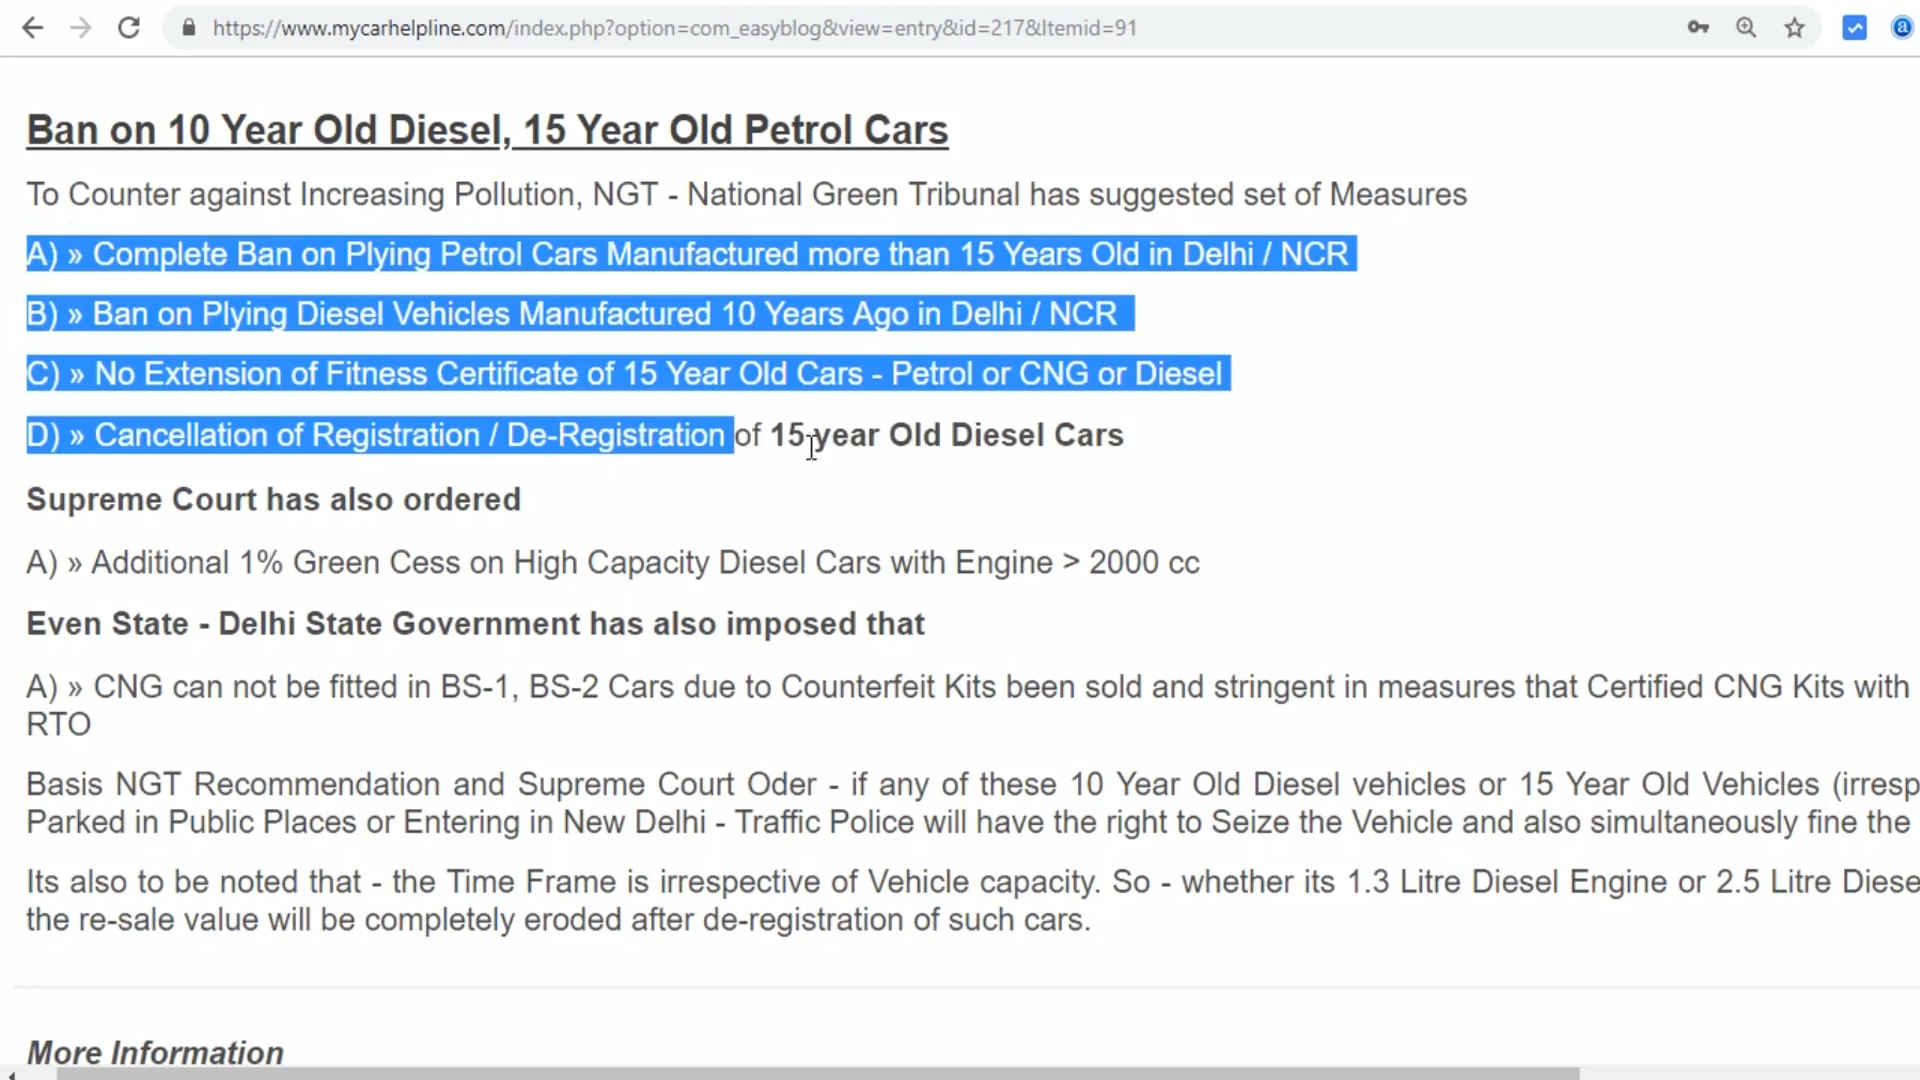 https://www.mycarhelpline.com/index.php?option=com_easyblog&view=entry&id=217&Itemid=91
Ban on 10 Year Old Diesel, 15 Year Old Petrol Cars
To Counter against Increasing Pollution, NGT - National Green Tribunal has suggested set of Measures
A) » Complete Ban on Plying Petrol Cars Manufactured more than 15 Years Old in Delhi / NCR
B) » Ban on Plying Diesel Vehicles Manufactured 10 Years Ago in Delhi / NCR
C) » No Extension of Fitness Certificate of 15 Year Old Cars - Petrol or CNG or Diesel
D) » Cancellation of Registration / De-Registration of 15 year Old Diesel Cars
Supreme Court has also ordered
A) » Additional 1% Green Cess on High Capacity Diesel Cars with Engine > 2000 cc
Even State - Delhi State Government has also imposed that
A) » CNG can not be fitted in BS-1, BS-2 Cars due to Counterfeit Kits been sold and stringent in measures that Certified CNG Kits with
RTO
Basis NGT Recommendation and Supreme Court Oder - if any of these 10 Year Old Diesel vehicles or 15 Year Old Vehicles (irresp
Parked in Public Places or Entering in New Delhi - Traffic Police will have the right to Seize the Vehicle and also simultaneously fine the
Its also to be noted that - the Time Frame is irrespective of Vehicle capacity. So - whether its 1.3 Litre Diesel Engine or 2.5 Litre Diese
the re-sale value will be completely eroded after de-registration of such cars.
More Information